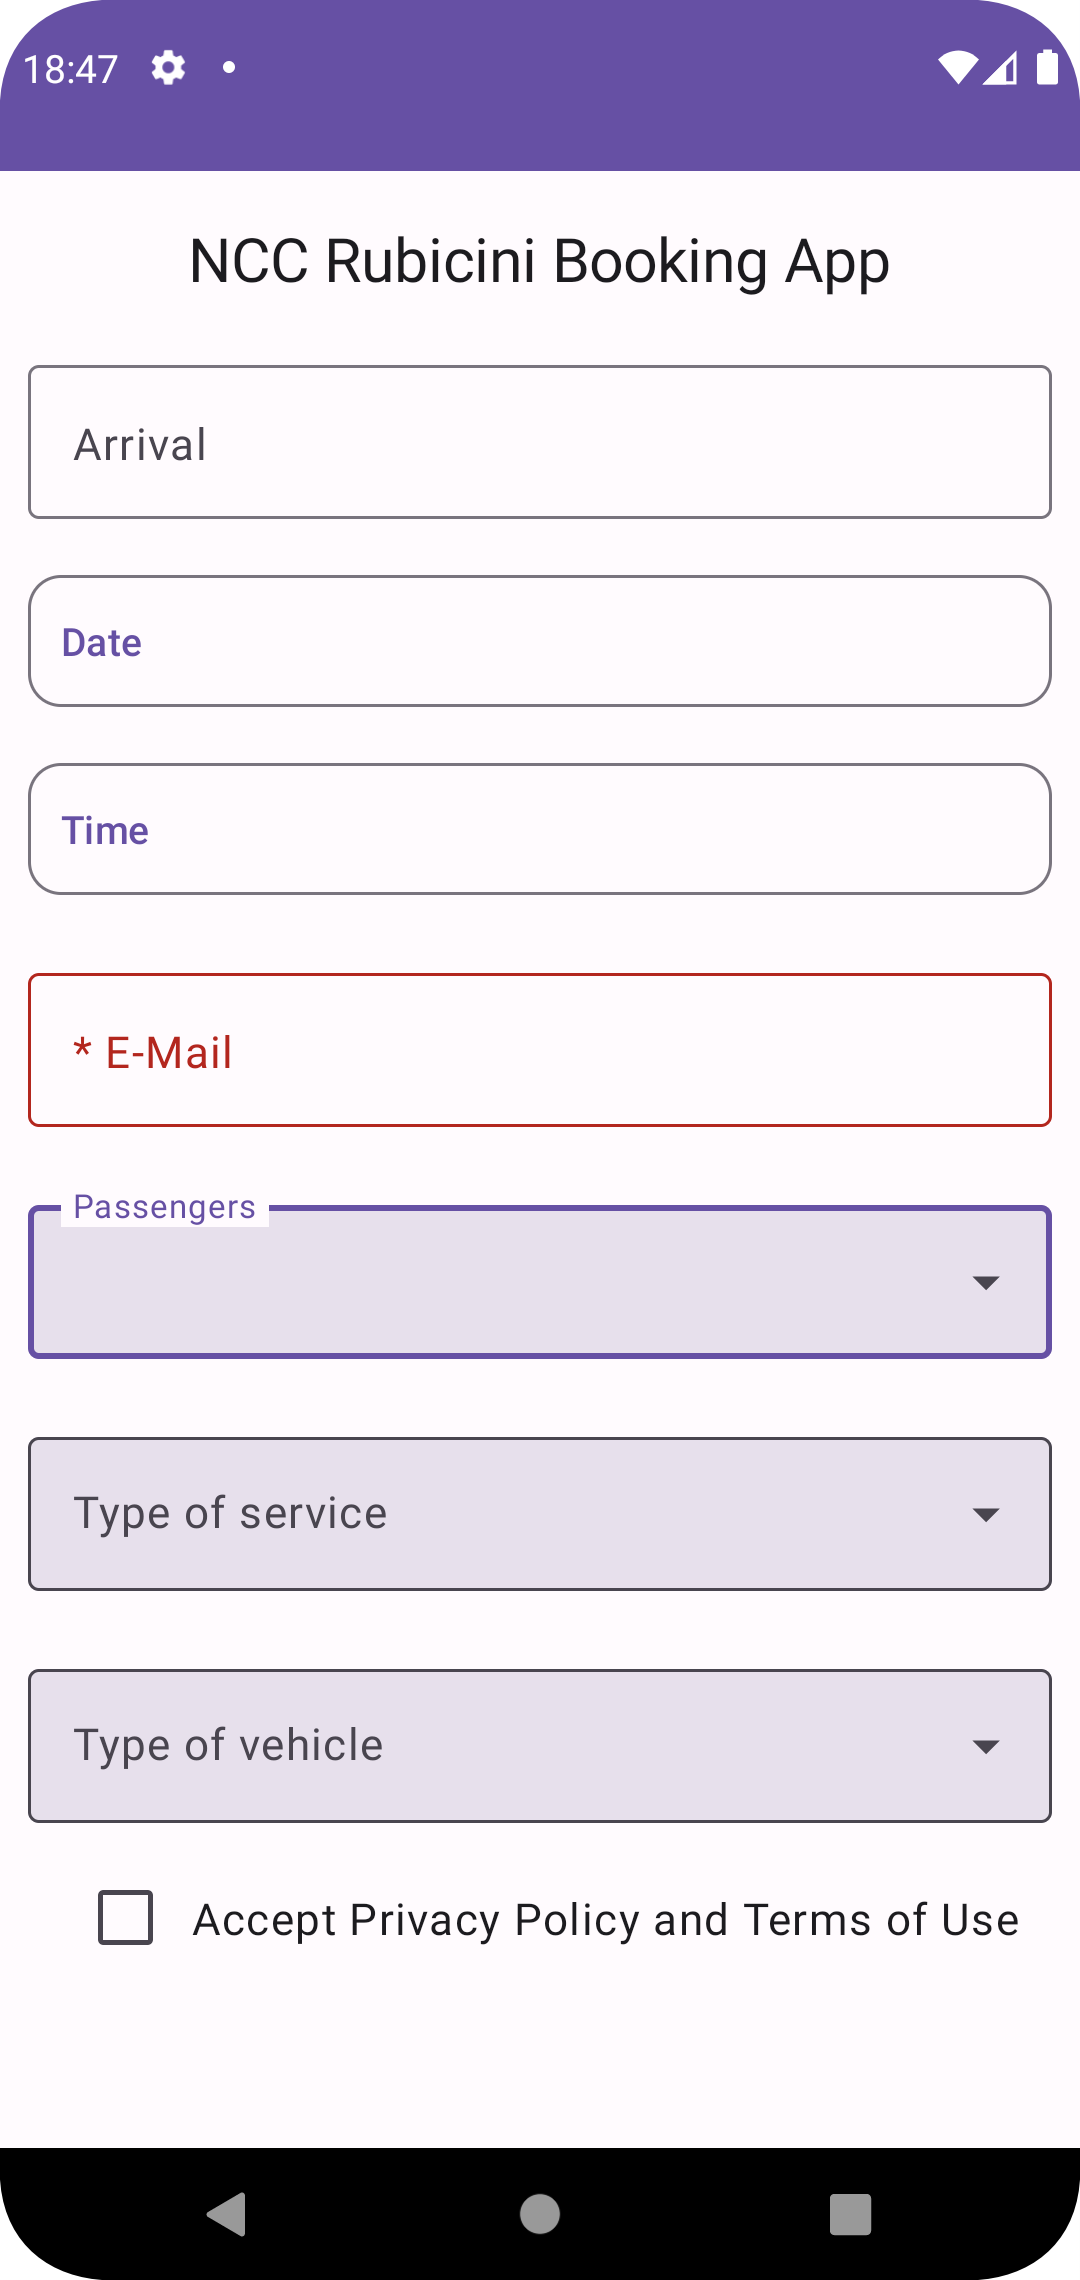 18:47
NCC Rubicini Booking App
Arrival
Date
Time
* E-Mail
Passengers
Type of service
Type of vehicle
Accept Privacy Policy and Terms of Use